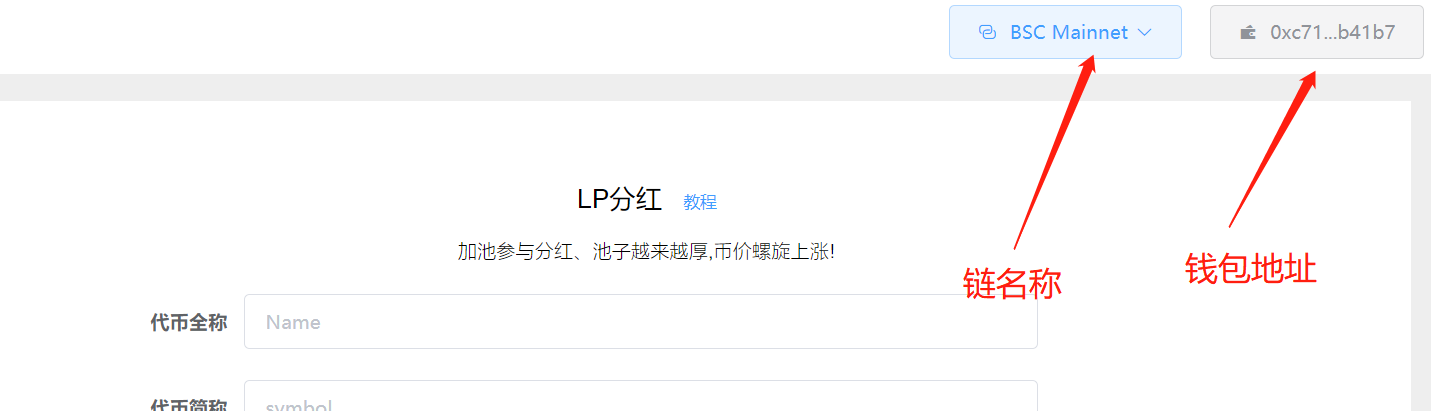 BSC Mainnet
0xc71...b41b7
LP分红 教程
加池参与分红、池子越来越厚,币价螺旋上涨!
链名称
钱包地址
代币全称
Name
代币简称
symbol